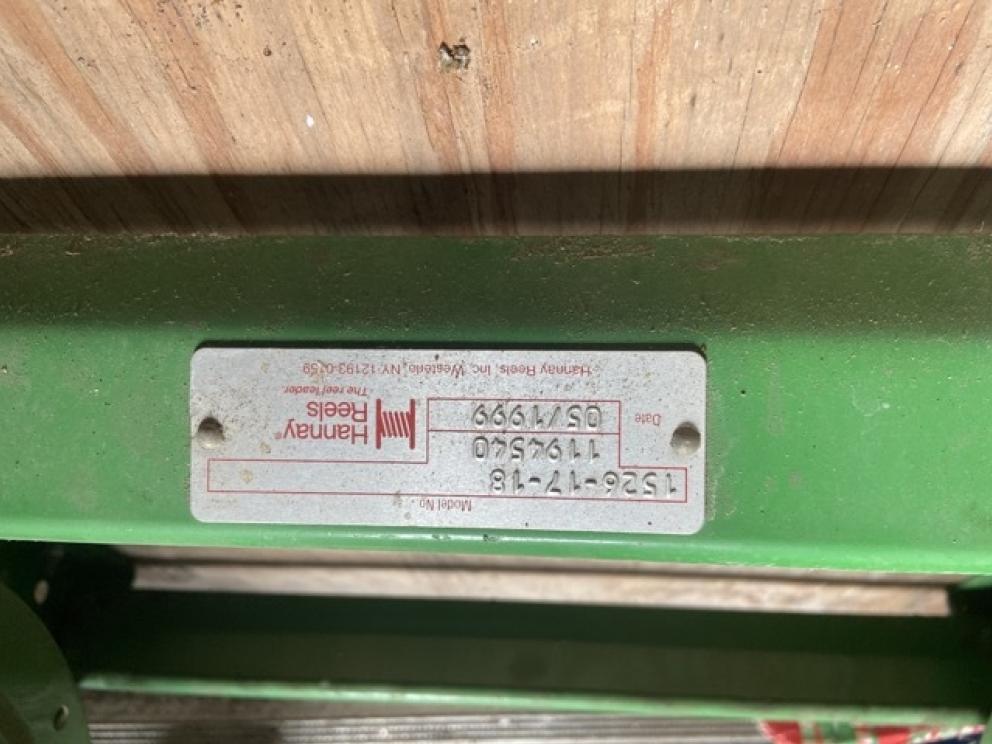 Model No.
1526-17-18
1194540
Date 05/1999
Hannay®
Reels
The reel leader.
Hannay Reels, Inc. Westerlo, NY 12193-0159